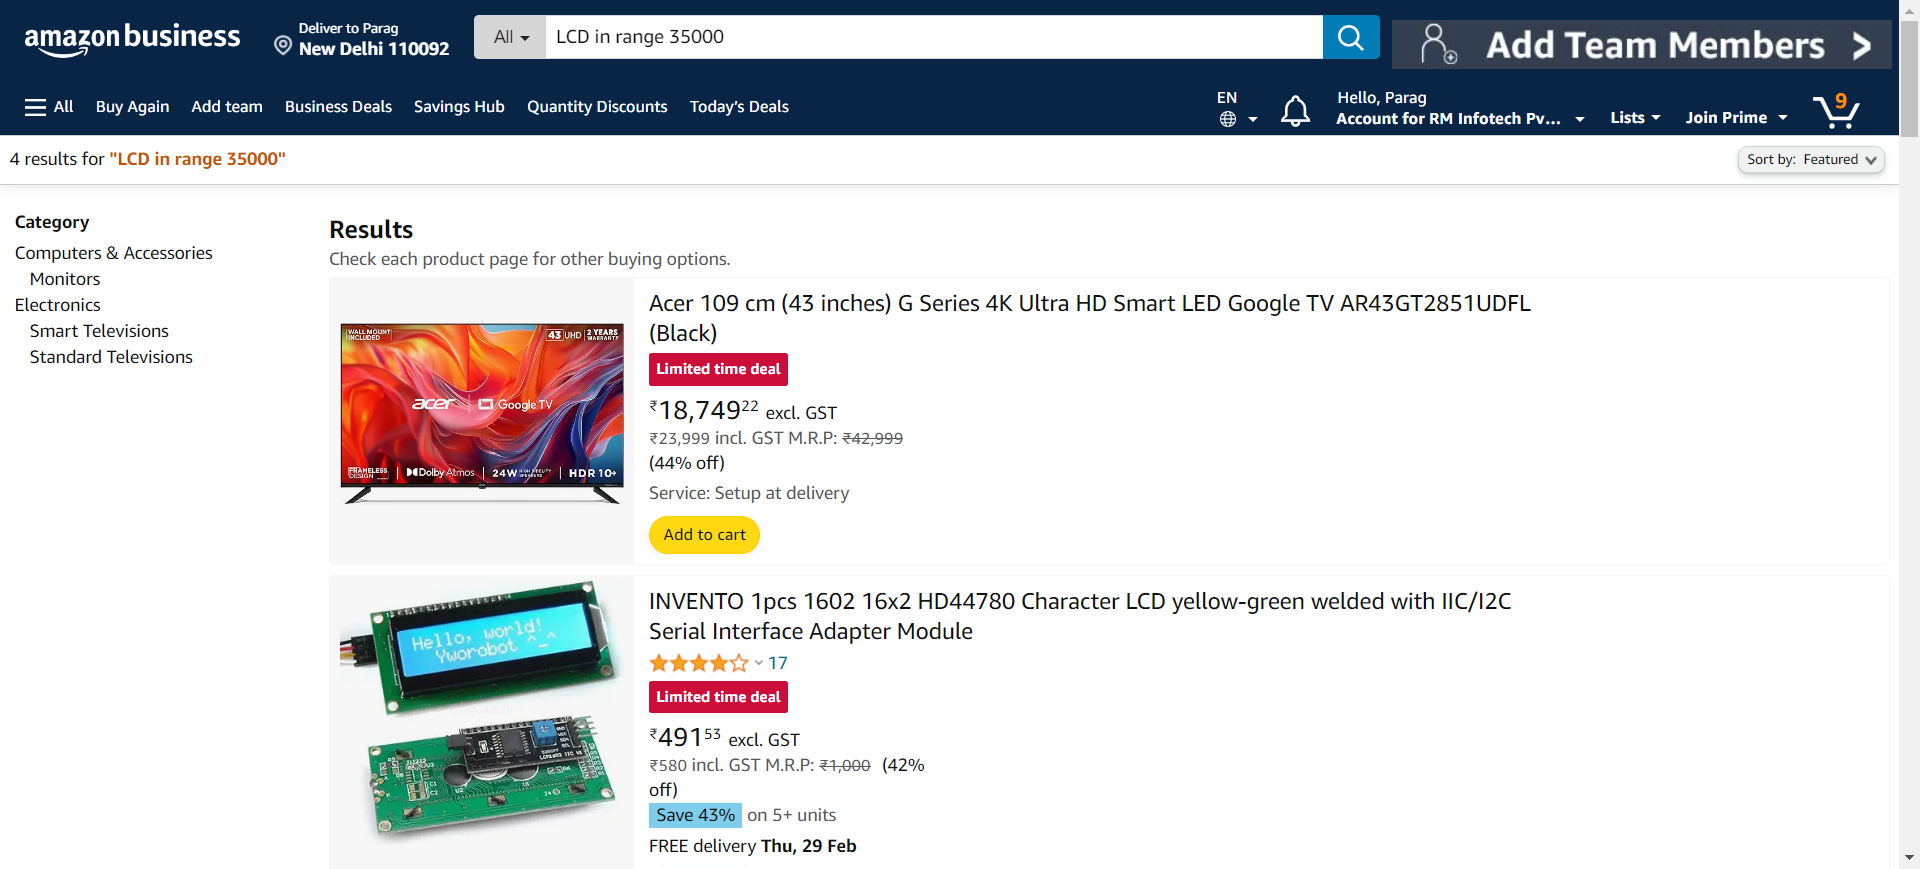 amazon business
Deliver to Parag
New Delhi 110092
All
LCD in range 35000
Add Team Members
All
Buy Again
Add team
Business Deals
Savings Hub
Quantity Discounts
Today's Deals
EN
Hello, Parag
Account for RM Infotech Pv...
Lists
Join Prime
9
4 results for "LCD in range 35000"
Sort by: Featured
Category
Computers & Accessories
Monitors
Electronics
Smart Televisions
Standard Televisions
Results
Check each product page for other buying options.
WALL MOUNT
INCLUDED
43 UHD
2 YEARS
WARRANTY
acer
Google TV
FRAMELESS
DESIGN
Dolby Atmos
24W HIGH FIDELITY
SPEAKERS
HDR 10+
Acer 109 cm (43 inches) G Series 4K Ultra HD Smart LED Google TV AR43GT2851UDFL
(Black)
Limited time deal
₹18,74922 excl. GST
₹23,999 incl. GST M.R.P: ₹42,999
(44% off)
Service: Setup at delivery
Add to cart
Hello, world!
Yworobot ^_^
INVENTO 1pcs 1602 16x2 HD44780 Character LCD yellow-green welded with IIC/I2C
Serial Interface Adapter Module
17
Limited time deal
₹49153 excl. GST
₹580 incl. GST M.R.P: ₹1,000 (42%
off)
Save 43% on 5+ units
FREE delivery Thu, 29 Feb